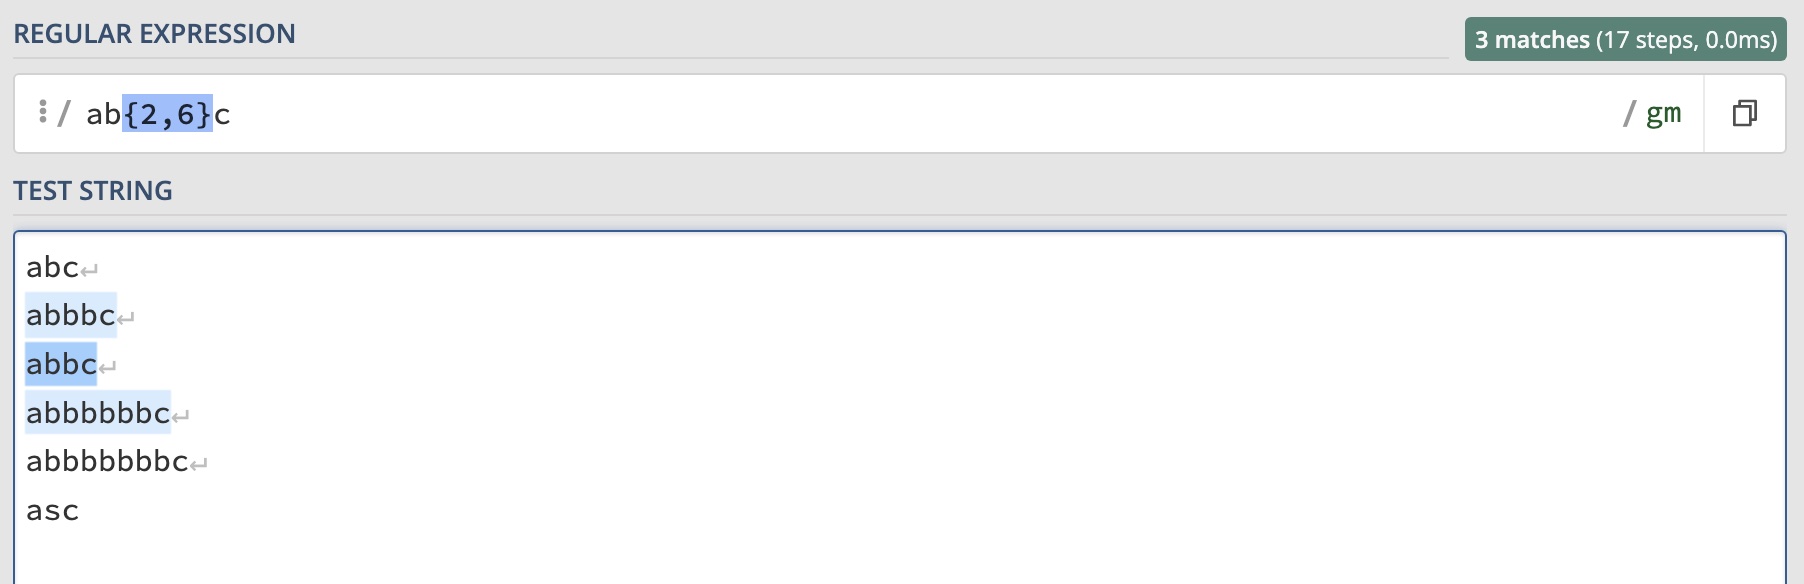 REGULAR EXPRESSION
3 matches (17 steps, 0.0ms)
/ ab{2,6}c / gm
TEST STRING
abc↵
abbbc↵
abbc↵
abbbbbbc↵
abbbbbbbc↵
asc